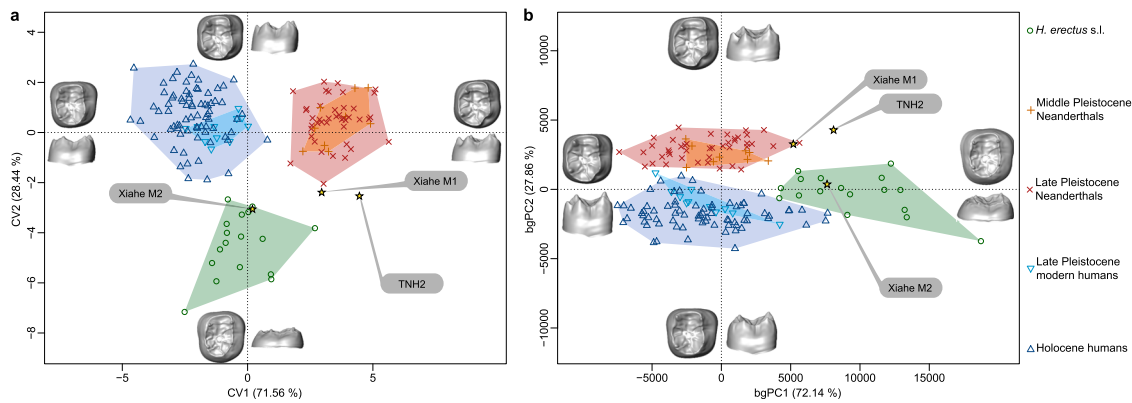 a
4
2
0
−2
−4
−6
−8
CV2 (28.44 %)
−5
0
5
CV1 (71.56 %)
Xiahe M2
Xiahe M1
TNH2
b
10000
5000
0
−5000
−10000
bgPC2 (27.86 %)
−5000
0
5000
10000
15000
bgPC1 (72.14 %)
Xiahe M1
TNH2
Xiahe M2
H. erectus s.l.
Middle Pleistocene
Neanderthals
Late Pleistocene
Neanderthals
Late Pleistocene
modern humans
Holocene humans